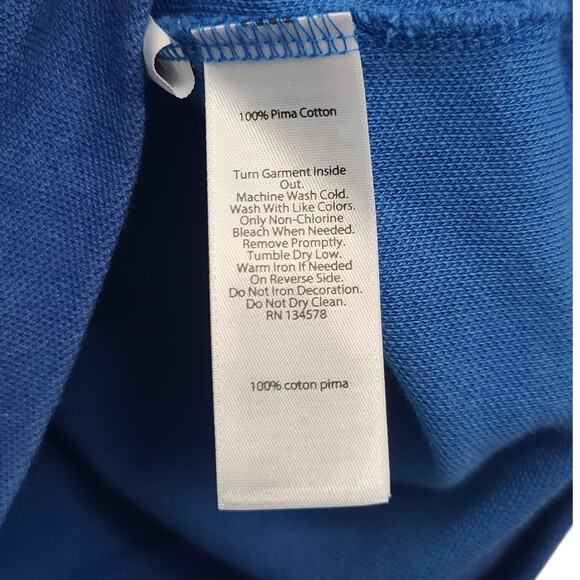 100% Pima Cotton
Turn Garment Inside
Out.
Machine Wash Cold.
Wash With Like Colors.
Only Non-Chlorine
Bleach When Needed.
Remove Promptly.
Tumble Dry Low.
Warm Iron If Needed
On Reverse Side.
Do Not Iron Decoration.
Do Not Dry Clean.
RN 134578
100% coton pima